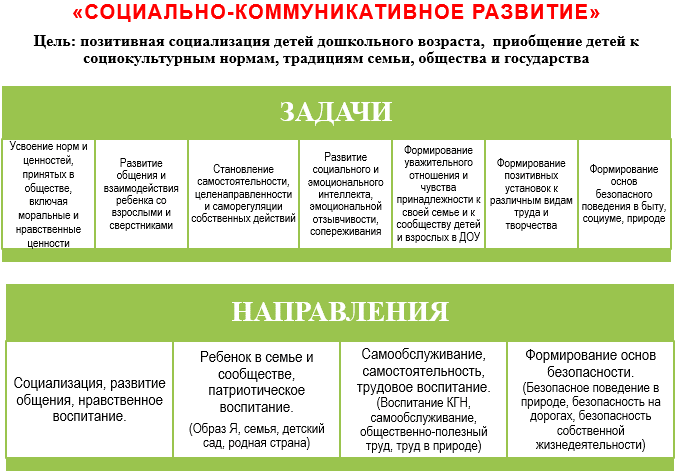 «СОЦИАЛЬНО-КОММУНИКАТИВНОЕ РАЗВИТИЕ»
Цель: позитивная социализация детей дошкольного возраста, приобщение детей к
социокультурным нормам, традициям семьи, общества и государства
ЗАДАЧИ
Усвоение норм и
ценностей,
принятых в
обществе,
включая
моральные и
нравственные
ценности
Развитие
общения и
взаимодействия
ребенка со
взрослыми и
сверстниками
Становление
самостоятельности,
целенаправленности
и саморегуляции
собственных действий
Развитие
социального и
эмоционального
интеллекта,
эмоциональной
отзывчивости,
сопереживания
Формирование
уважительного
отношения и
чувства
принадлежности к
своей семье и к
сообществу детей
и взрослых в ДОУ
Формирование
позитивных
установок к
различным видам
труда и
творчества
Формирование
основ
безопасного
поведения в быту,
социуме, природе
НАПРАВЛЕНИЯ
Социализация, развитие
общения, нравственное
воспитание.
Ребенок в семье и
сообществе,
патриотическое
воспитание.
(Образ Я, семья, детский
сад, родная страна)
Самообслуживание,
самостоятельность,
трудовое воспитание.
(Воспитание КГН,
самообслуживание,
общественно-полезный
труд, труд в природе)
Формирование основ
безопасности.
(Безопасное поведение в
природе, безопасность на
дорогах, безопасность
собственной
жизнедеятельности)